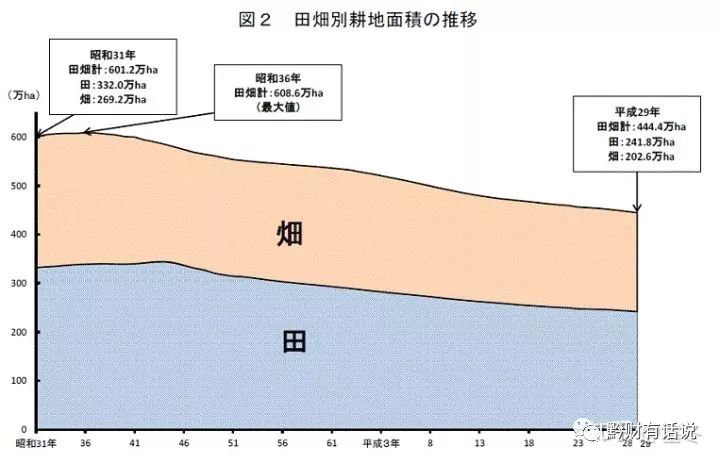 図２　田畑別耕地面積の推移
昭和31年
田畑計：601.2万ha
田：332.0万ha
畑：269.2万ha
昭和36年
田畑計：608.6万ha
（最大値）
平成29年
田畑計：444.4万ha
田：241.8万ha
畑：202.6万ha
（万ha）
600
500
400
300
200
100
0
畑
田
昭和31年
36
41
46
51
56
61
平成３年
8
13
18
23
28
29
黔财有话说